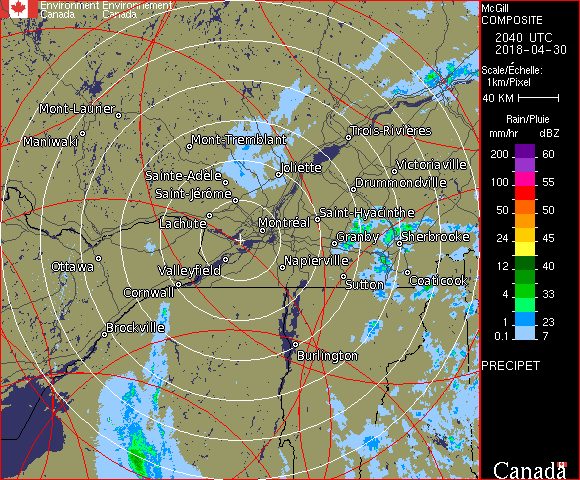 Environment Environnement
Canada Canada
McGill
COMPOSITE
2040 UTC
2018-04-30
Scale/Échelle:
1km/Pixel
40 KM
Rain/Pluie
mm/hr dBZ
200 60
100 55
50 50
24 45
12 40
8 33
4 30
1 23
0.1 7
PRECIPET
Canada
Mont-Laurier
Maniwaki
Mont-Tremblant
Trois-Rivières
Sainte-Adèle
Joliette
Victoriaville
Saint-Jérôme
Drummondville
Lachute
Saint-Hyacinthe
Montréal
Granby
Sherbrooke
Ottawa
Valleyfield
Napierville
Cornwall
Sutton
Coaticook
Brockville
Burlington